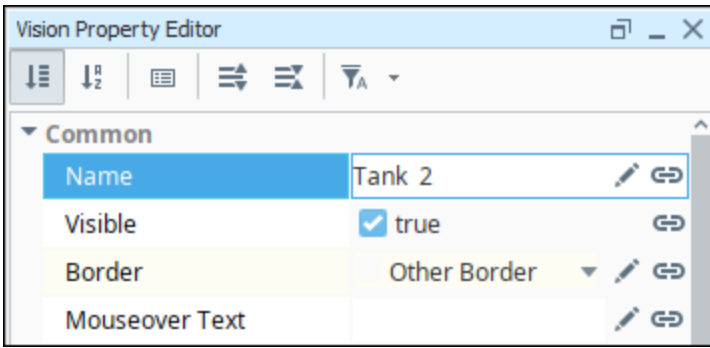 Vision Property Editor
Common
Name Tank 2
Visible true
Border Other Border
Mouseover Text